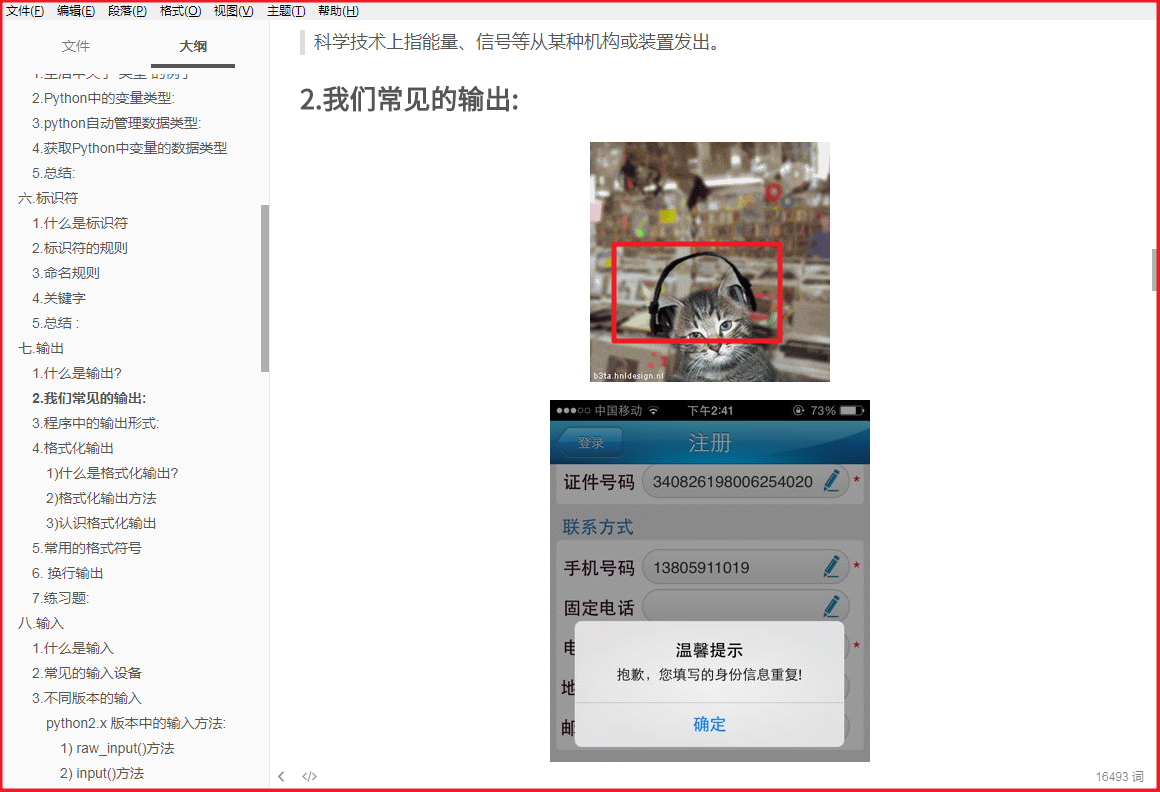 文件(F) 编辑(E) 段落(P) 格式(O) 视图(V) 主题(T) 帮助(H)
文件 大纲
1.生活中关于"类型"的例子
2.Python中的变量类型:
3.python自动管理数据类型:
4.获取Python中变量的数据类型
5.总结:
六.标识符
1.什么是标识符
2.标识符的规则
3.命名规则
4.关键字
5.总结 :
七.输出
1.什么是输出?
2.我们常见的输出:
3.程序中的输出形式:
4.格式化输出
1)什么是格式化输出?
2)格式化输出方法
3)认识格式化输出
5.常用的格式符号
6. 换行输出
7.练习题:
八.输入
1.什么是输入
2.常见的输入设备
3.不同版本的输入
python2.x 版本中的输入方法:
1) raw_input()方法
2) input()方法
科学技术上指能量、信号等从某种机构或装置发出。
2.我们常见的输出:
b3ta.hnldesign.nl
中国移动 下午2:41 73%
登录 注册
证件号码 340826198006254020 *
联系方式
手机号码 13805911019 *
固定电话
电 *
地
邮
温馨提示
抱歉，您填写的身份信息重复!
确定
</> 16493 词